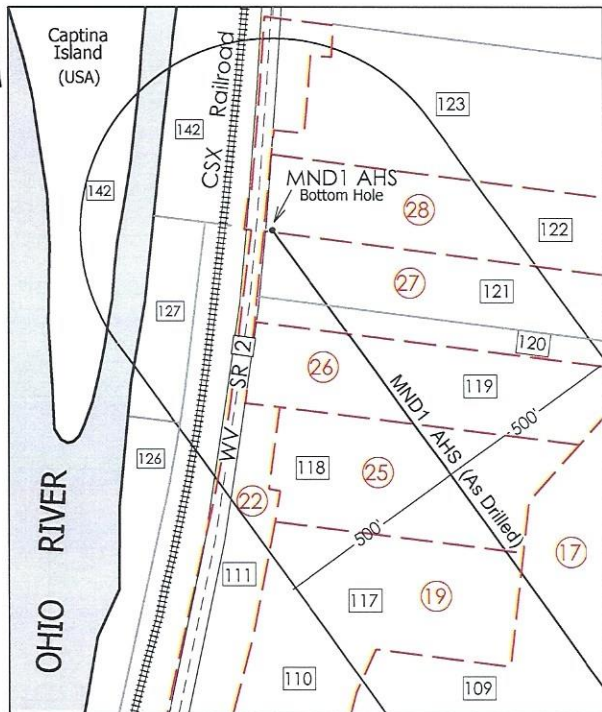 Captina
Island
(USA)
142
CSX Railroad
123
142
MND1 AHS
Bottom Hole
28
122
27
121
127
120
WV SR 2
26
119
MND1 AHS (As Drilled)
500'
500'
126
118
25
22
17
111
117
19
110
109
OHIO RIVER